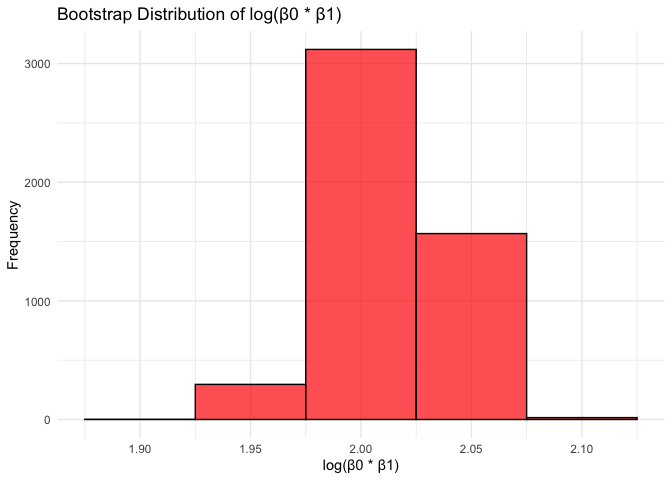 Bootstrap Distribution of log(β0 * β1)
3000
2000
1000
0
Frequency
1.90 1.95 2.00 2.05 2.10
log(β0 * β1)